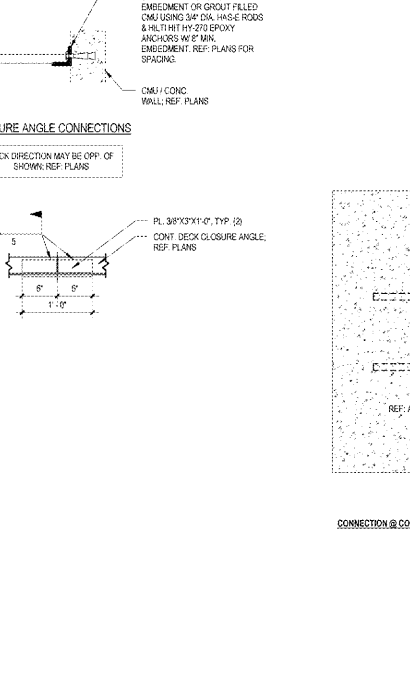 EMBEDMENT OR GROUT FILLED
CMU USING 3/4" DIA. HAS-E RODS
& HILTI HIT HY-270 EPOXY
ANCHORS W/ 8" MIN.
EMBEDMENT. REF: PLANS FOR
SPACING.
CMU / CONC.
WALL; REF. PLANS
URE ANGLE CONNECTIONS
CK DIRECTION MAY BE OPP. OF
SHOWN; REF: PLANS
PL. 3/8"X3"X1'-0", TYP. (2)
5
CONT. DECK CLOSURE ANGLE;
REF. PLANS
6" 6"
1'-0"
REF: A
CONNECTION @ CO